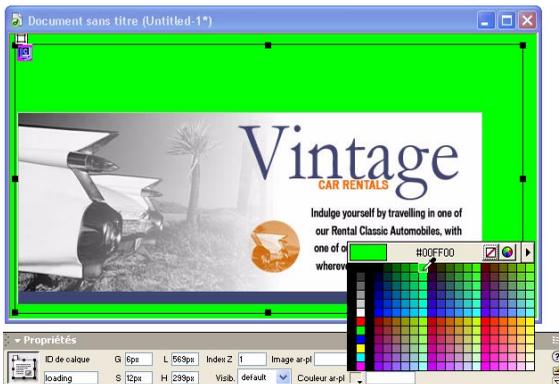 Document sans titre (Untitled-1*)
Vintage
CAR RENTALS
Indulge yourself by travelling in one of
our Rental Classic Automobiles, with
one of o
wherev
#00FF00
Propriétés
ID de calque G 6px L 569px Index Z 1 Image ar-pl
loading S 12px H 299px Visib. default Couleur ar-pl